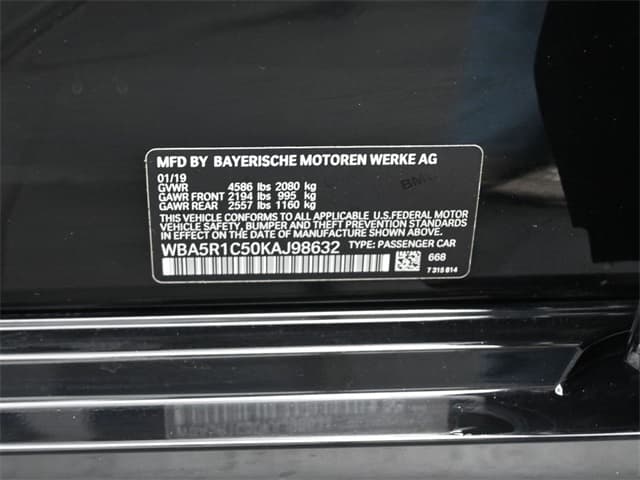 MFD BY BAYERISCHE MOTOREN WERKE AG
01/19
GVWR 4586 lbs 2080 kg
GAWR FRONT 2194 lbs 995 kg
GAWR REAR 2557 lbs 1160 kg
THIS VEHICLE CONFORMS TO ALL APPLICABLE U.S.FEDERAL MOTOR
VEHICLE SAFETY, BUMPER, AND THEFT PREVENTION STANDARDS
IN EFFECT ON THE DATE OF MANUFACTURE SHOWN ABOVE.
WBA5R1C50KAJ98632 TYPE: PASSENGER CAR
668
7 315 614